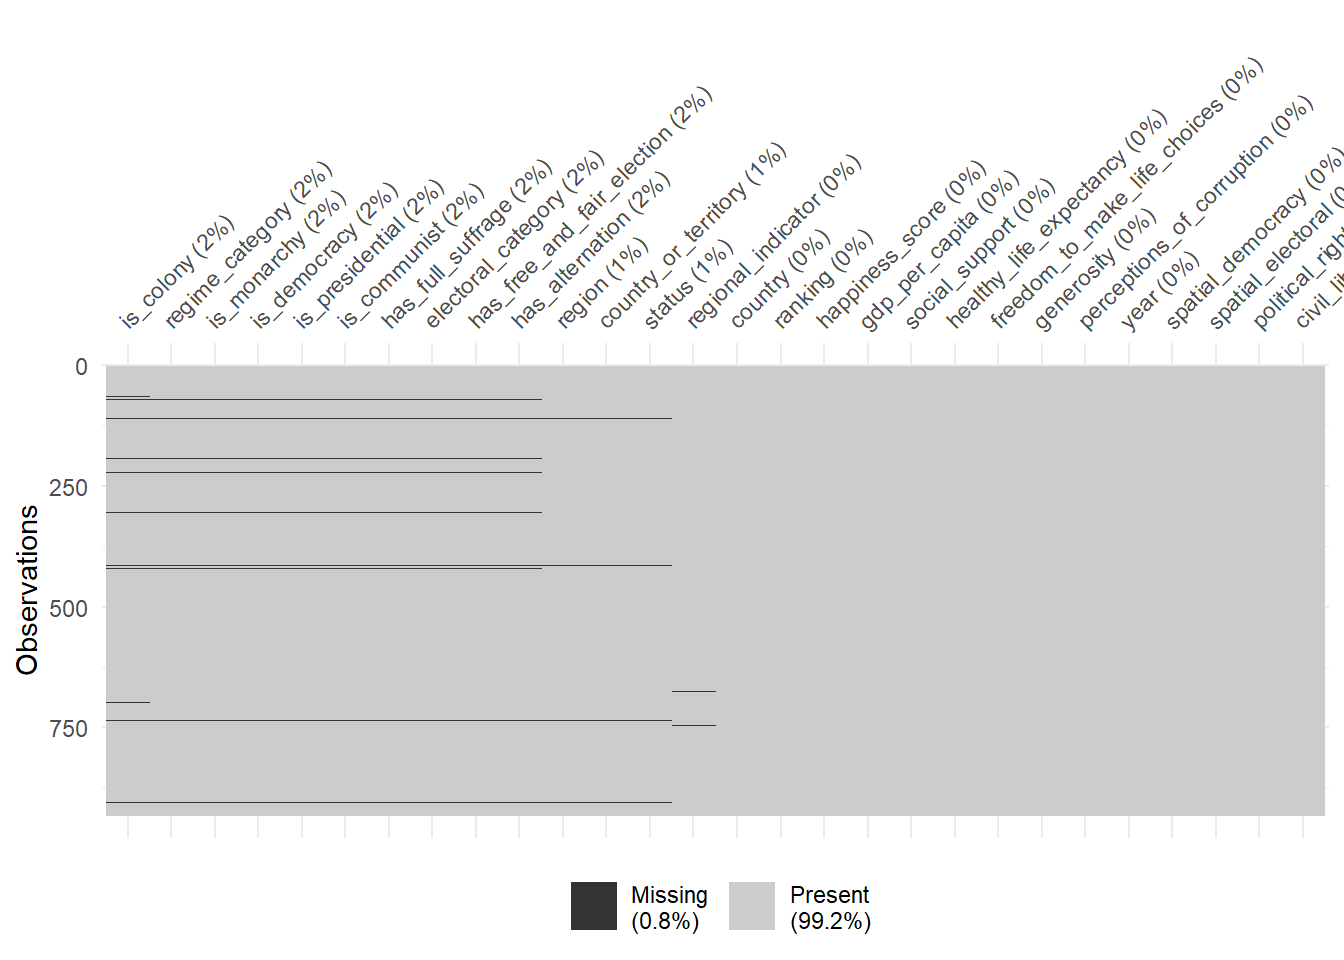 is_colony (2%)
regime_category (2%)
is_monarchy (2%)
is_democracy (2%)
is_presidential (2%)
is_communist (2%)
has_full_suffrage (2%)
electoral_category (2%)
has_free_and_fair_election (2%)
has_alternation (2%)
region (1%)
country_or_territory (1%)
status (1%)
regional_indicator (0%)
country (0%)
ranking (0%)
happiness_score (0%)
gdp_per_capita (0%)
social_support (0%)
healthy_life_expectancy (0%)
freedom_to_make_life_choices (0%)
generosity (0%)
perceptions_of_corruption (0%)
year (0%)
spatial_democracy (0%
spatial_electoral (0
political_right
civil_lib
0
250
500
750
Observations
Missing
(0.8%)
Present
(99.2%)